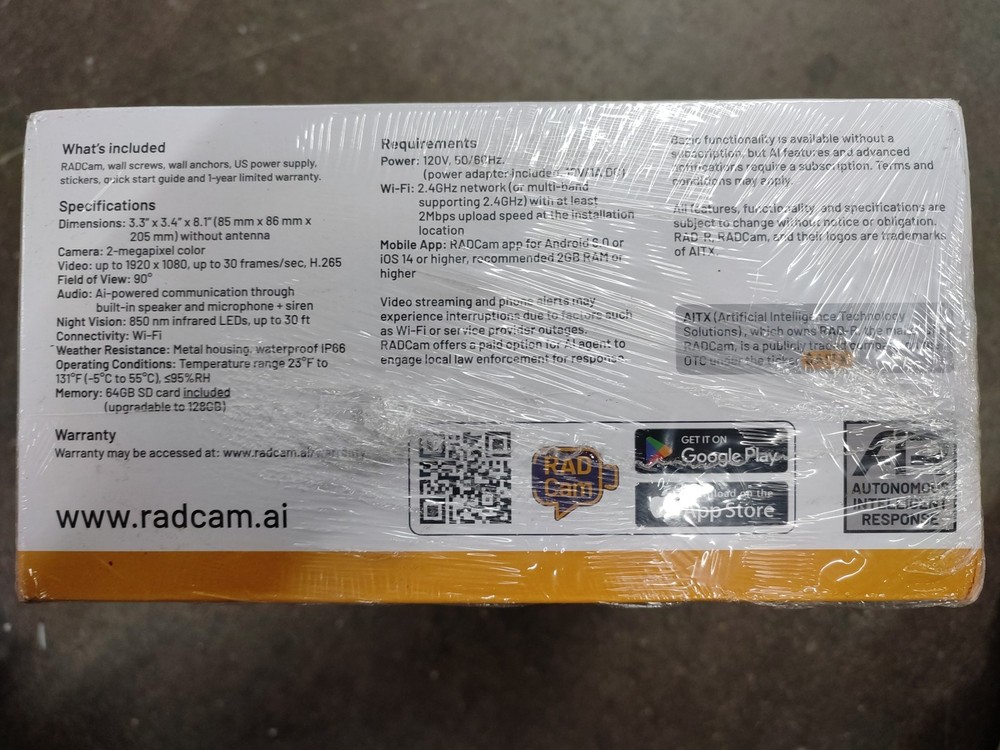 What's included
RADCam, wall screws, wall anchors, US power supply,
stickers, quick start guide and 1-year limited warranty.
Specifications
Dimensions: 3.3” x 3.4” x 8.1” (85 mm x 86 mm x
205 mm) without antenna
Camera: 2-megapixel color
Video: up to 1920 x 1080, up to 30 frames/sec, H.265
Field of View: 90°
Audio: Ai-powered communication through
built-in speaker and microphone + siren
Night Vision: 850 nm infrared LEDs, up to 30 ft
Connectivity: Wi-Fi
Weather Resistance: Metal housing, waterproof IP66
Operating Conditions: Temperature range 23°F to
131°F (-5°C to 55°C), ≤95%RH
Memory: 64GB SD card included
(upgradable to 128GB)
Warranty
Warranty may be accessed at: www.radcam.ai/warranty
www.radcam.ai
Requirements
Power: 120V, 50/60Hz.
(power adapter included, 12V/1A DC)
Wi-Fi: 2.4GHz network (or multi-band
supporting 2.4GHz) with at least
2Mbps upload speed at the installation
location
Mobile App: RADCam app for Android 8.0 or
iOS 14 or higher, recommended 2GB RAM or
higher
Video streaming and phone alerts may
experience interruptions due to factors such
as Wi-Fi or service provider outages.
RADCam offers a paid option for AI agent to
engage local law enforcement for response.
Basic functionality is available without a
subscription, but AI features and advanced
notifications require a subscription. Terms and
conditions may apply.
All features, functionality, and specifications are
subject to change without notice or obligation.
RAD-R, RADCam, and their logos are trademarks
of AITX.
AITX (Artificial Intelligence Technology
Solutions), which owns RAD-R, the
RADCam, is a publicly traded company
OTC under the ticker
RAD
Cam
GET IT ON
Google Play
Download on the
App Store
AIR
AUTONOMOUS
INTELLIGENT
RESPONSE